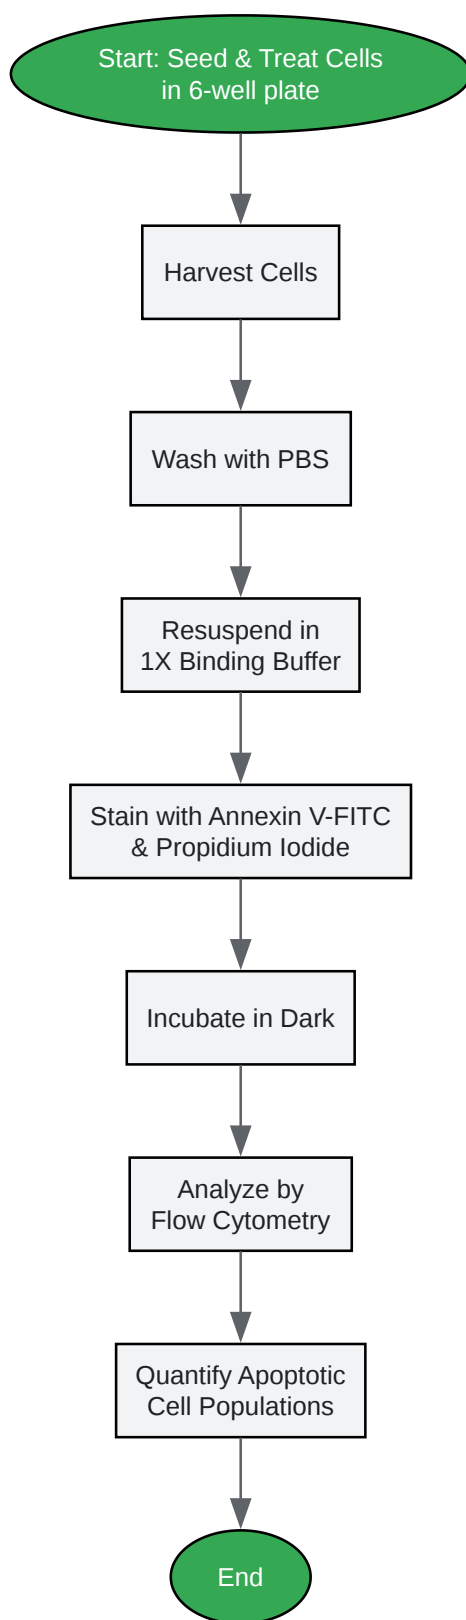 Start: Seed & Treat Cells
in 6-well plate
Harvest Cells
Wash with PBS
Resuspend in
1X Binding Buffer
Stain with Annexin V-FITC
& Propidium Iodide
Incubate in Dark
Analyze by
Flow Cytometry
Quantify Apoptotic
Cell Populations
End